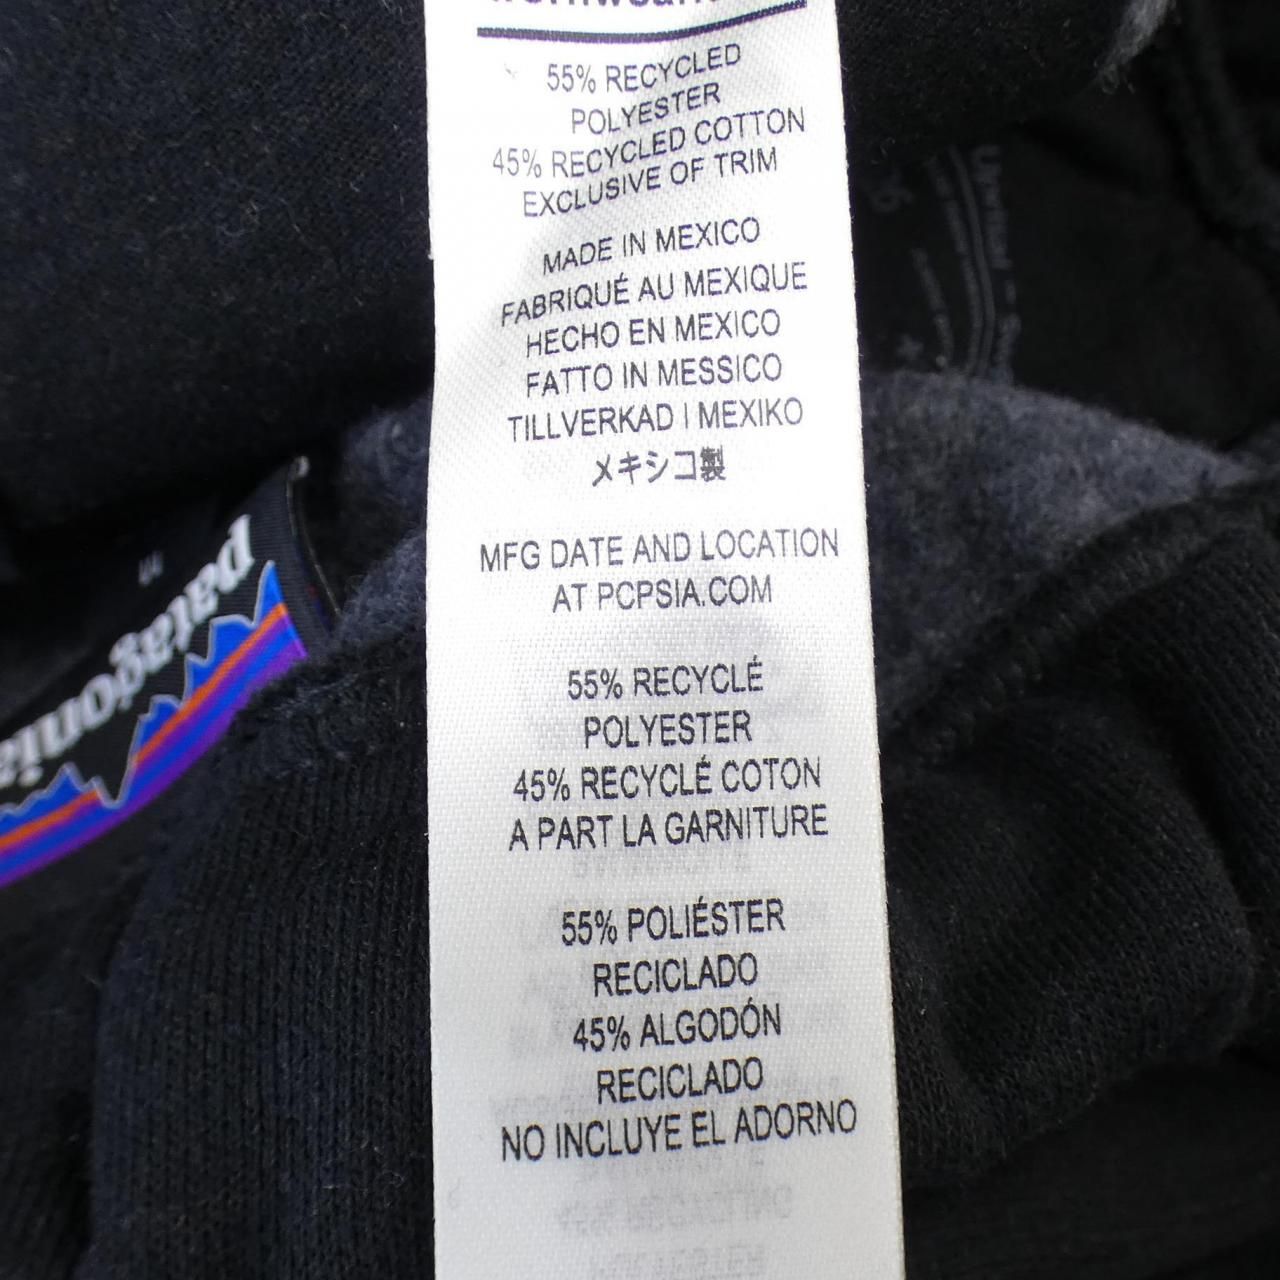 55% RECYCLED
POLYESTER
45% RECYCLED COTTON
EXCLUSIVE OF TRIM
MADE IN MEXICO
FABRIQUÉ AU MEXIQUE
HECHO EN MEXICO
FATTO IN MESSICO
TILLVERKAD I MEXIKO
メキシコ製
MFG DATE AND LOCATION
AT PCPSIA.COM
55% RECYCLÉ
POLYESTER
45% RECYCLÉ COTON
A PART LA GARNITURE
55% POLIÉSTER
RECICLADO
45% ALGODÓN
RECICLADO
NO INCLUYE EL ADORNO
patagonia